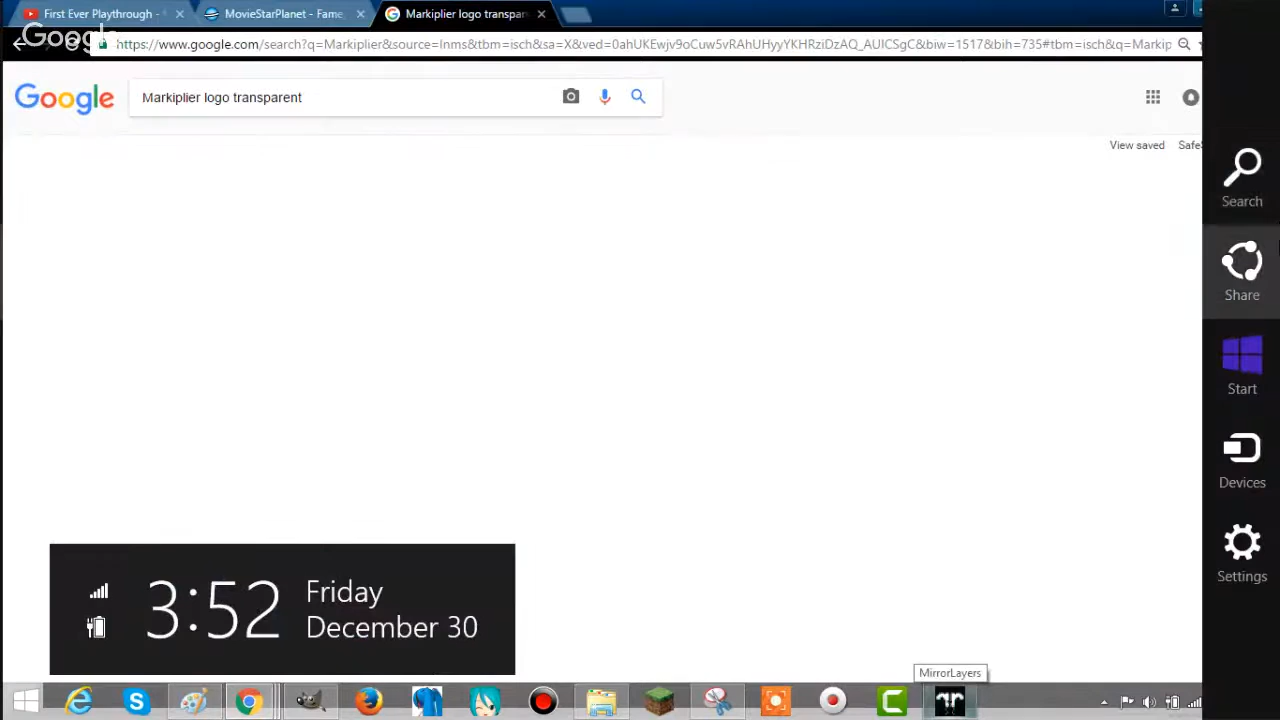 First Ever Playthrough -
MovieStarPlanet - Fame,
Markiplier logo transpar
Google
https://www.google.com/search?q=Markiplier&source=lnms&tbm=isch&sa=X&ved=0ahUKEwjv9oCuw5vRAhUHyyYKHRziDzAQ_AUICSgC&biw=1517&bih=735#tbm=isch&q=Markip
Google
Markiplier logo transparent
View saved
Safe
Search
Share
Start
Devices
Settings
3:52
Friday
December 30
MirrorLayers